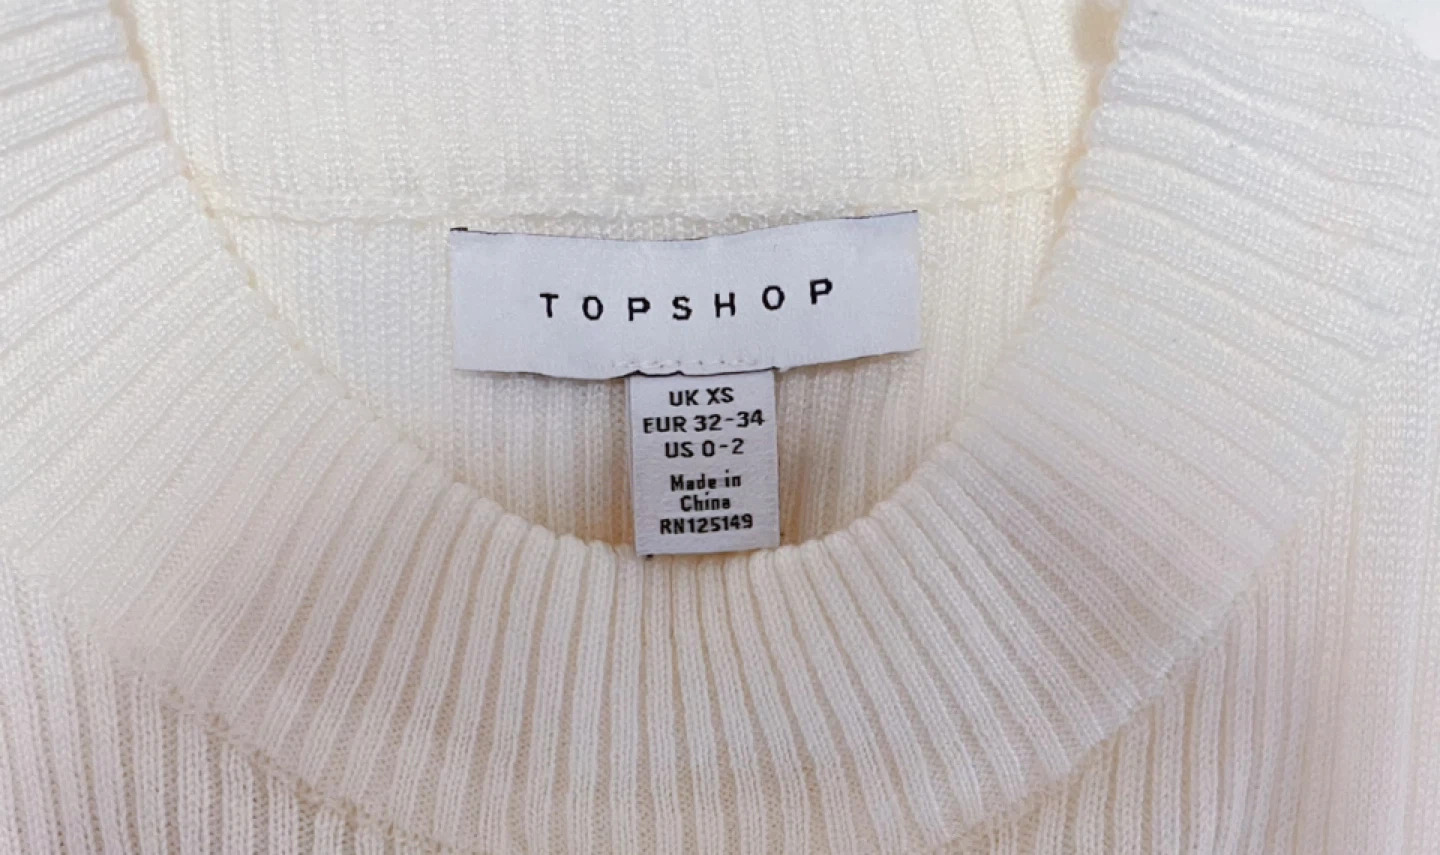 TOPSHOP
UK XS
EUR 32-34
US 0-2
Made in
China
RN125149